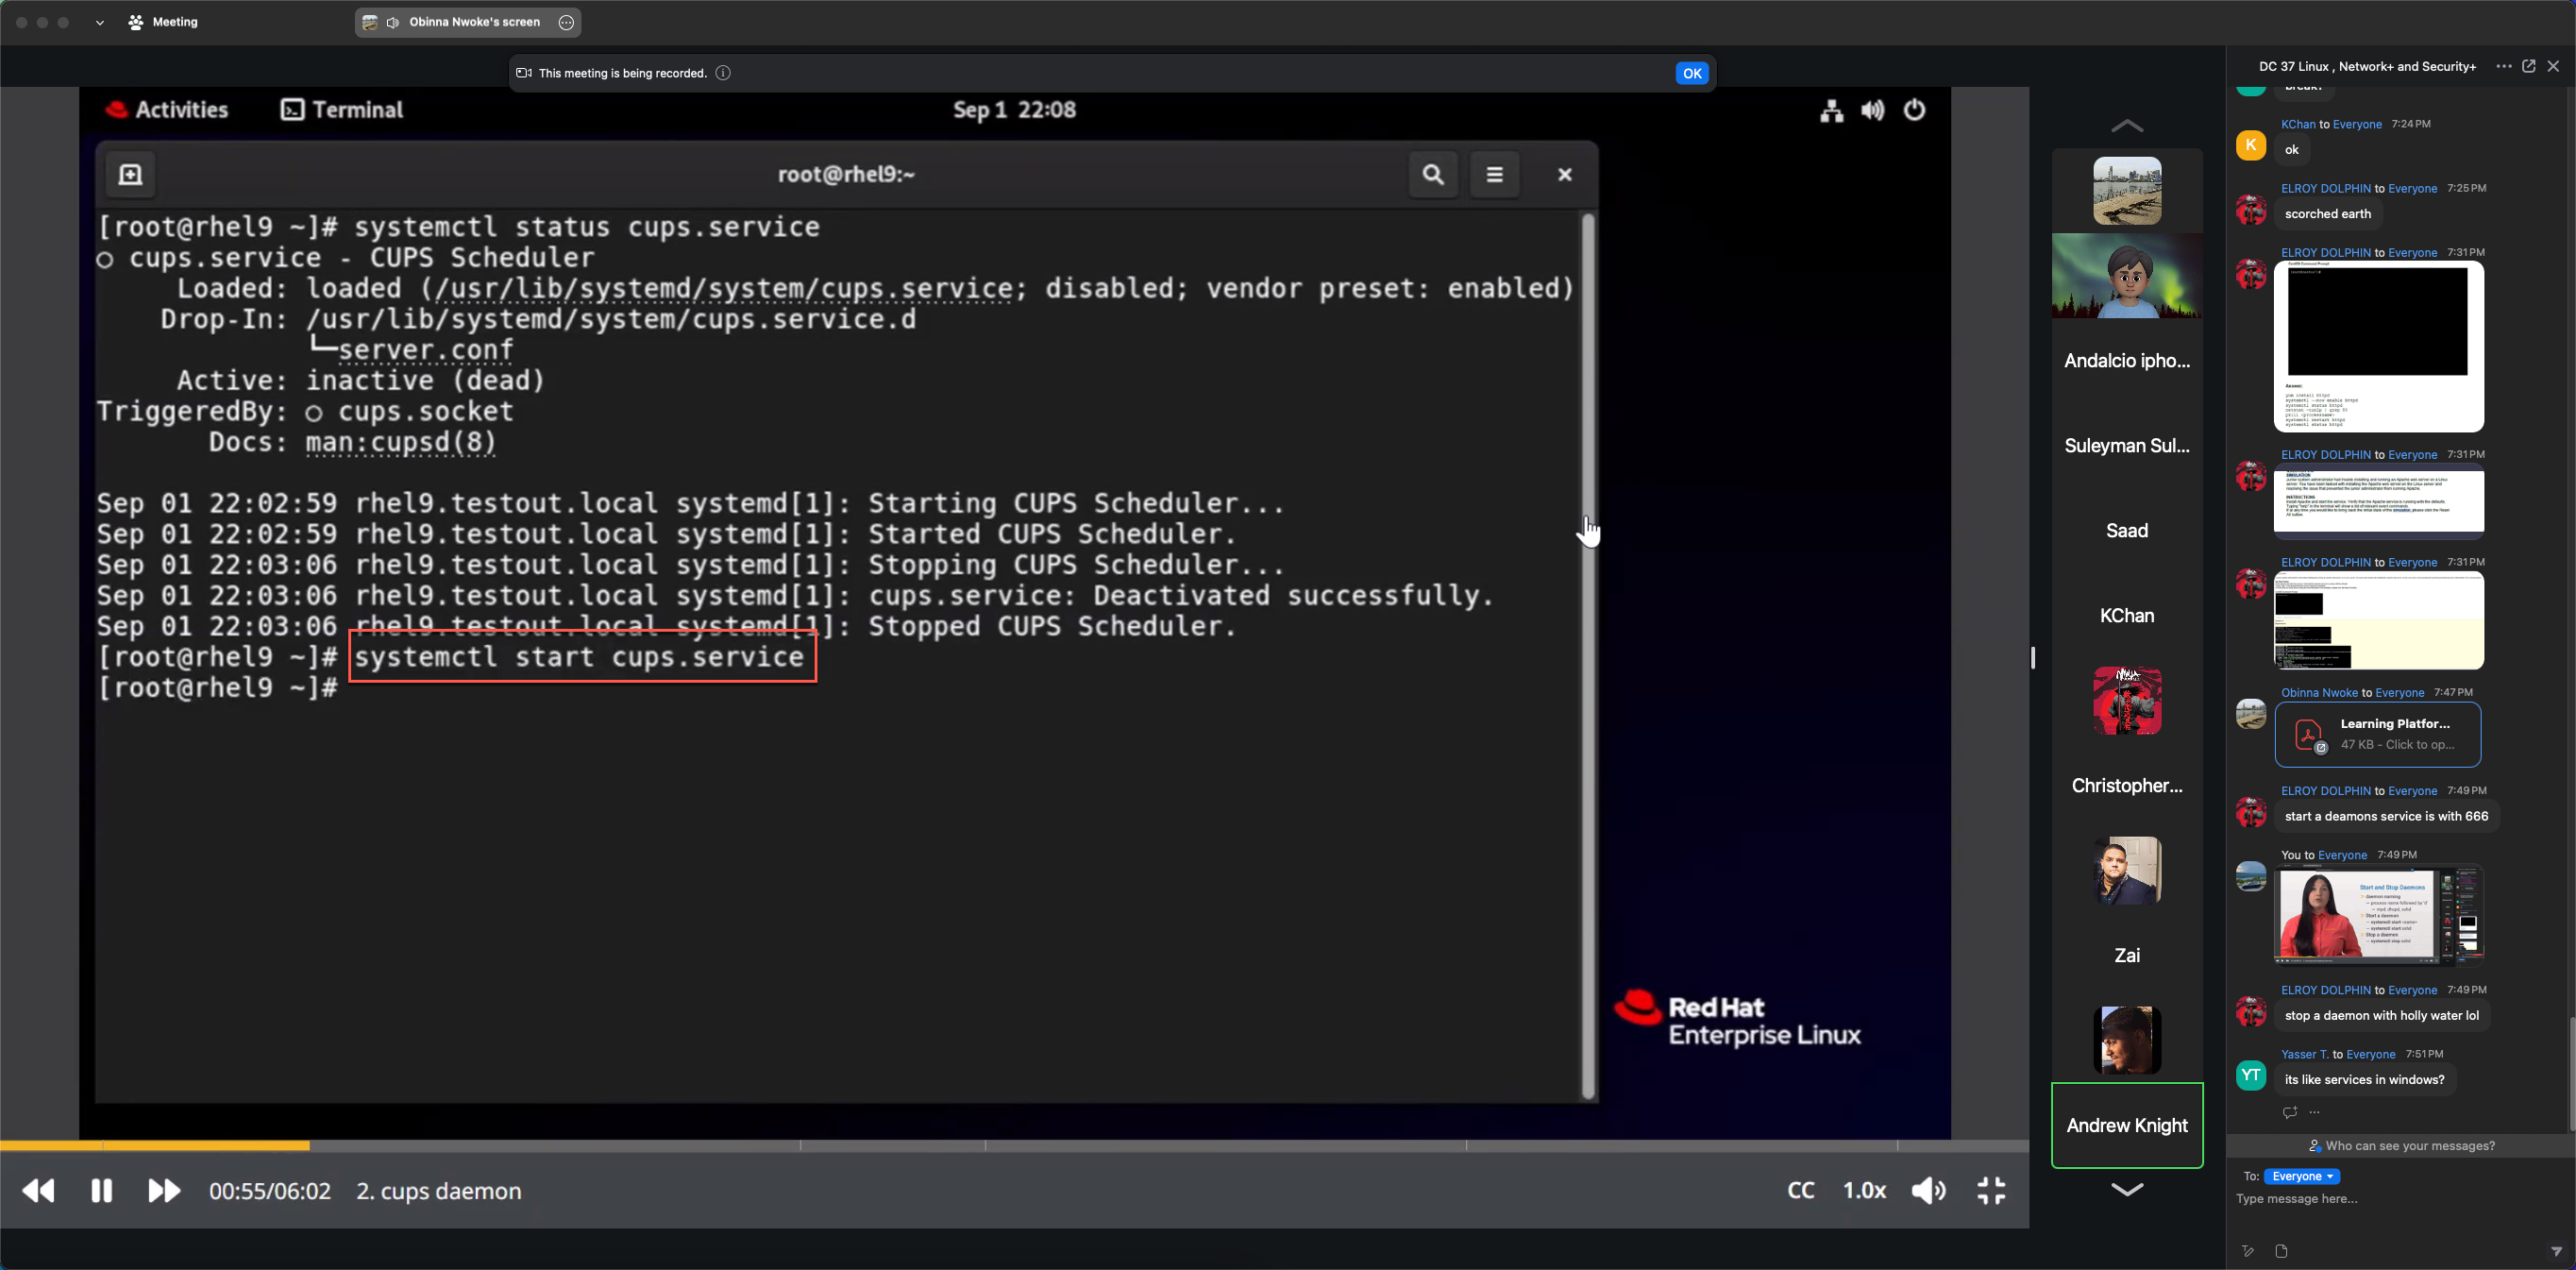 Meeting
Obinna Nwoke's screen
This meeting is being recorded.
OK
Activities
Terminal
Sep 1 22:08
root@rhel9:~
[root@rhel9 ~]# systemctl status cups.service
○ cups.service - CUPS Scheduler
Loaded: loaded (/usr/lib/systemd/system/cups.service; disabled; vendor preset: enabled)
Drop-In: /usr/lib/systemd/system/cups.service.d
└─server.conf
Active: inactive (dead)
TriggeredBy: ○ cups.socket
Docs: man:cupsd(8)
Sep 01 22:02:59 rhel9.testout.local systemd[1]: Starting CUPS Scheduler...
Sep 01 22:02:59 rhel9.testout.local systemd[1]: Started CUPS Scheduler.
Sep 01 22:03:06 rhel9.testout.local systemd[1]: Stopping CUPS Scheduler...
Sep 01 22:03:06 rhel9.testout.local systemd[1]: cups.service: Deactivated successfully.
Sep 01 22:03:06 rhel9.testout.local systemd[1]: Stopped CUPS Scheduler.
[root@rhel9 ~]# systemctl start cups.service
[root@rhel9 ~]#
Red Hat
Enterprise Linux
00:55/06:02 2. cups daemon
CC 1.0x
Andalcio ipho...
Suleyman Sul...
Saad
KChan
Christopher...
Zai
Andrew Knight
DC 37 Linux , Network+ and Security+
break?
KChan to Everyone 7:24 PM
K
ok
ELROY DOLPHIN to Everyone 7:25 PM
scorched earth
ELROY DOLPHIN to Everyone 7:31 PM
ELROY DOLPHIN to Everyone 7:31 PM
SIMULATION
INSTRUCTIONS
ELROY DOLPHIN to Everyone 7:31 PM
Obinna Nwoke to Everyone 7:47 PM
Learning Platfor...
47 KB - Click to op...
ELROY DOLPHIN to Everyone 7:49 PM
start a deamons service is with 666
You to Everyone 7:49 PM
Start and Stop Daemons
ELROY DOLPHIN to Everyone 7:49 PM
stop a daemon with holly water lol
Yasser T. to Everyone 7:51 PM
YT
its like services in windows?
Who can see your messages?
To: Everyone
Type message here...